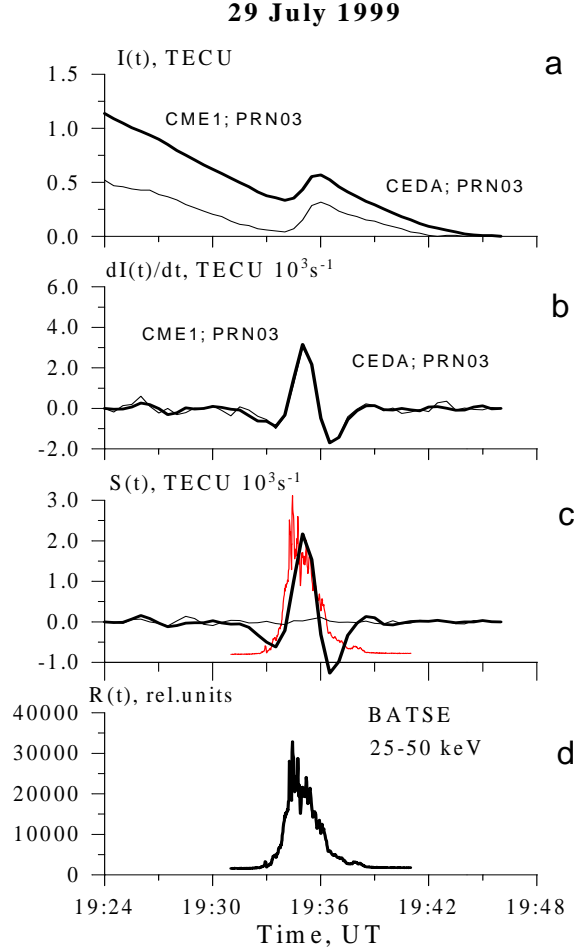 29 July 1999
I(t), TECU
a
1.5
CME1; PRN03
1.0
CEDA; PRN03
0.5
0.0
dI(t)/dt, TECU 10³s⁻¹
b
6.0
CME1; PRN03
4.0
CEDA; PRN03
2.0
0.0
-2.0
S(t), TECU 10³s⁻¹
c
3.0
2.0
1.0
0.0
-1.0
R(t), rel.units
40000
BATSE
d
30000
25-50 keV
20000
10000
0
19:24 19:30 19:36 19:42 19:48
Time, UT